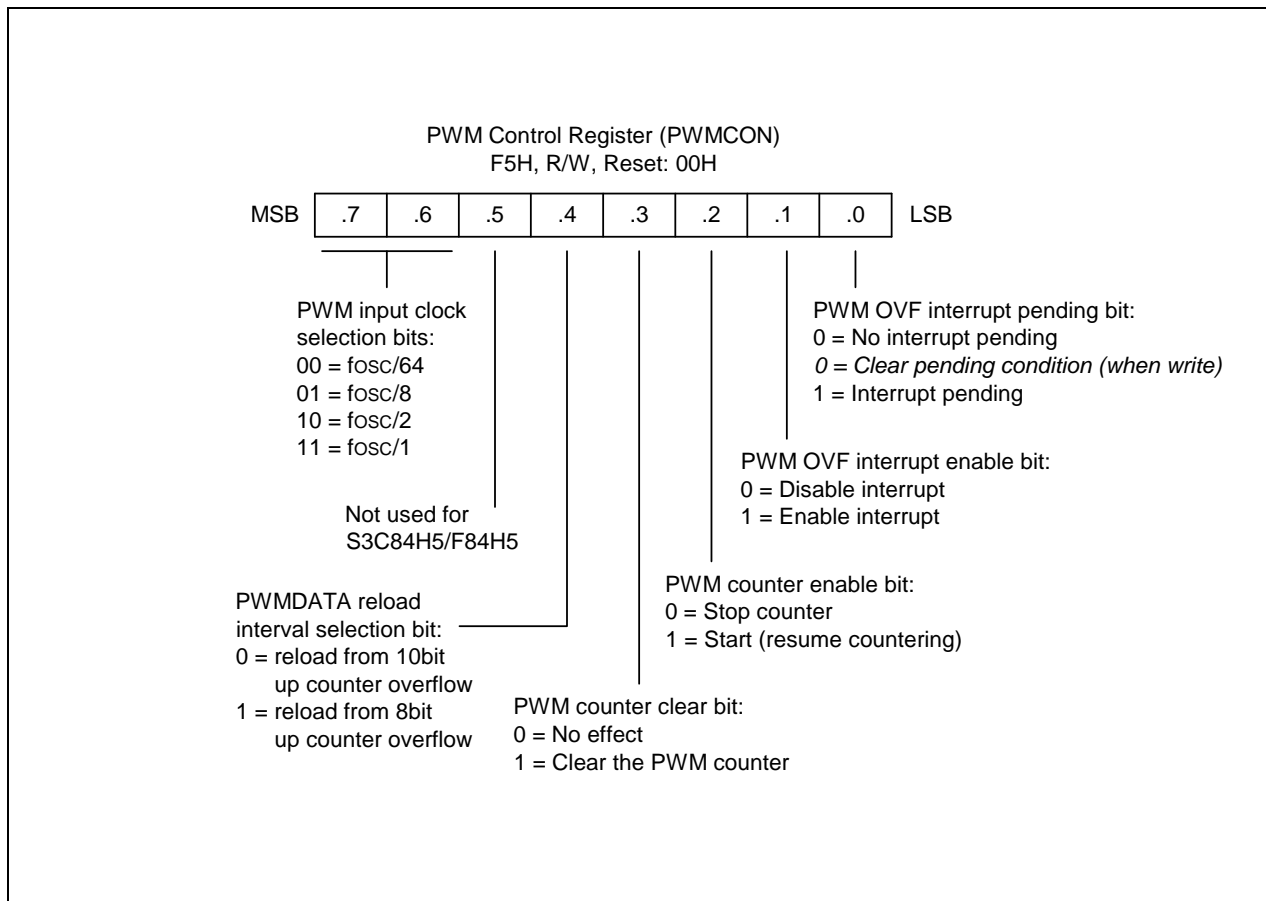 PWM Control Register (PWMCON)
F5H, R/W, Reset: 00H
MSB .7 .6 .5 .4 .3 .2 .1 .0 LSB
PWM input clock
selection bits:
00 = fOSC/64
01 = fOSC/8
10 = fOSC/2
11 = fOSC/1
PWM OVF interrupt pending bit:
0 = No interrupt pending
0 = Clear pending condition (when write)
1 = Interrupt pending
PWM OVF interrupt enable bit:
0 = Disable interrupt
1 = Enable interrupt
Not used for
S3C84H5/F84H5
PWM counter enable bit:
0 = Stop counter
1 = Start (resume countering)
PWMDATA reload
interval selection bit:
0 = reload from 10bit
up counter overflow
1 = reload from 8bit
up counter overflow
PWM counter clear bit:
0 = No effect
1 = Clear the PWM counter